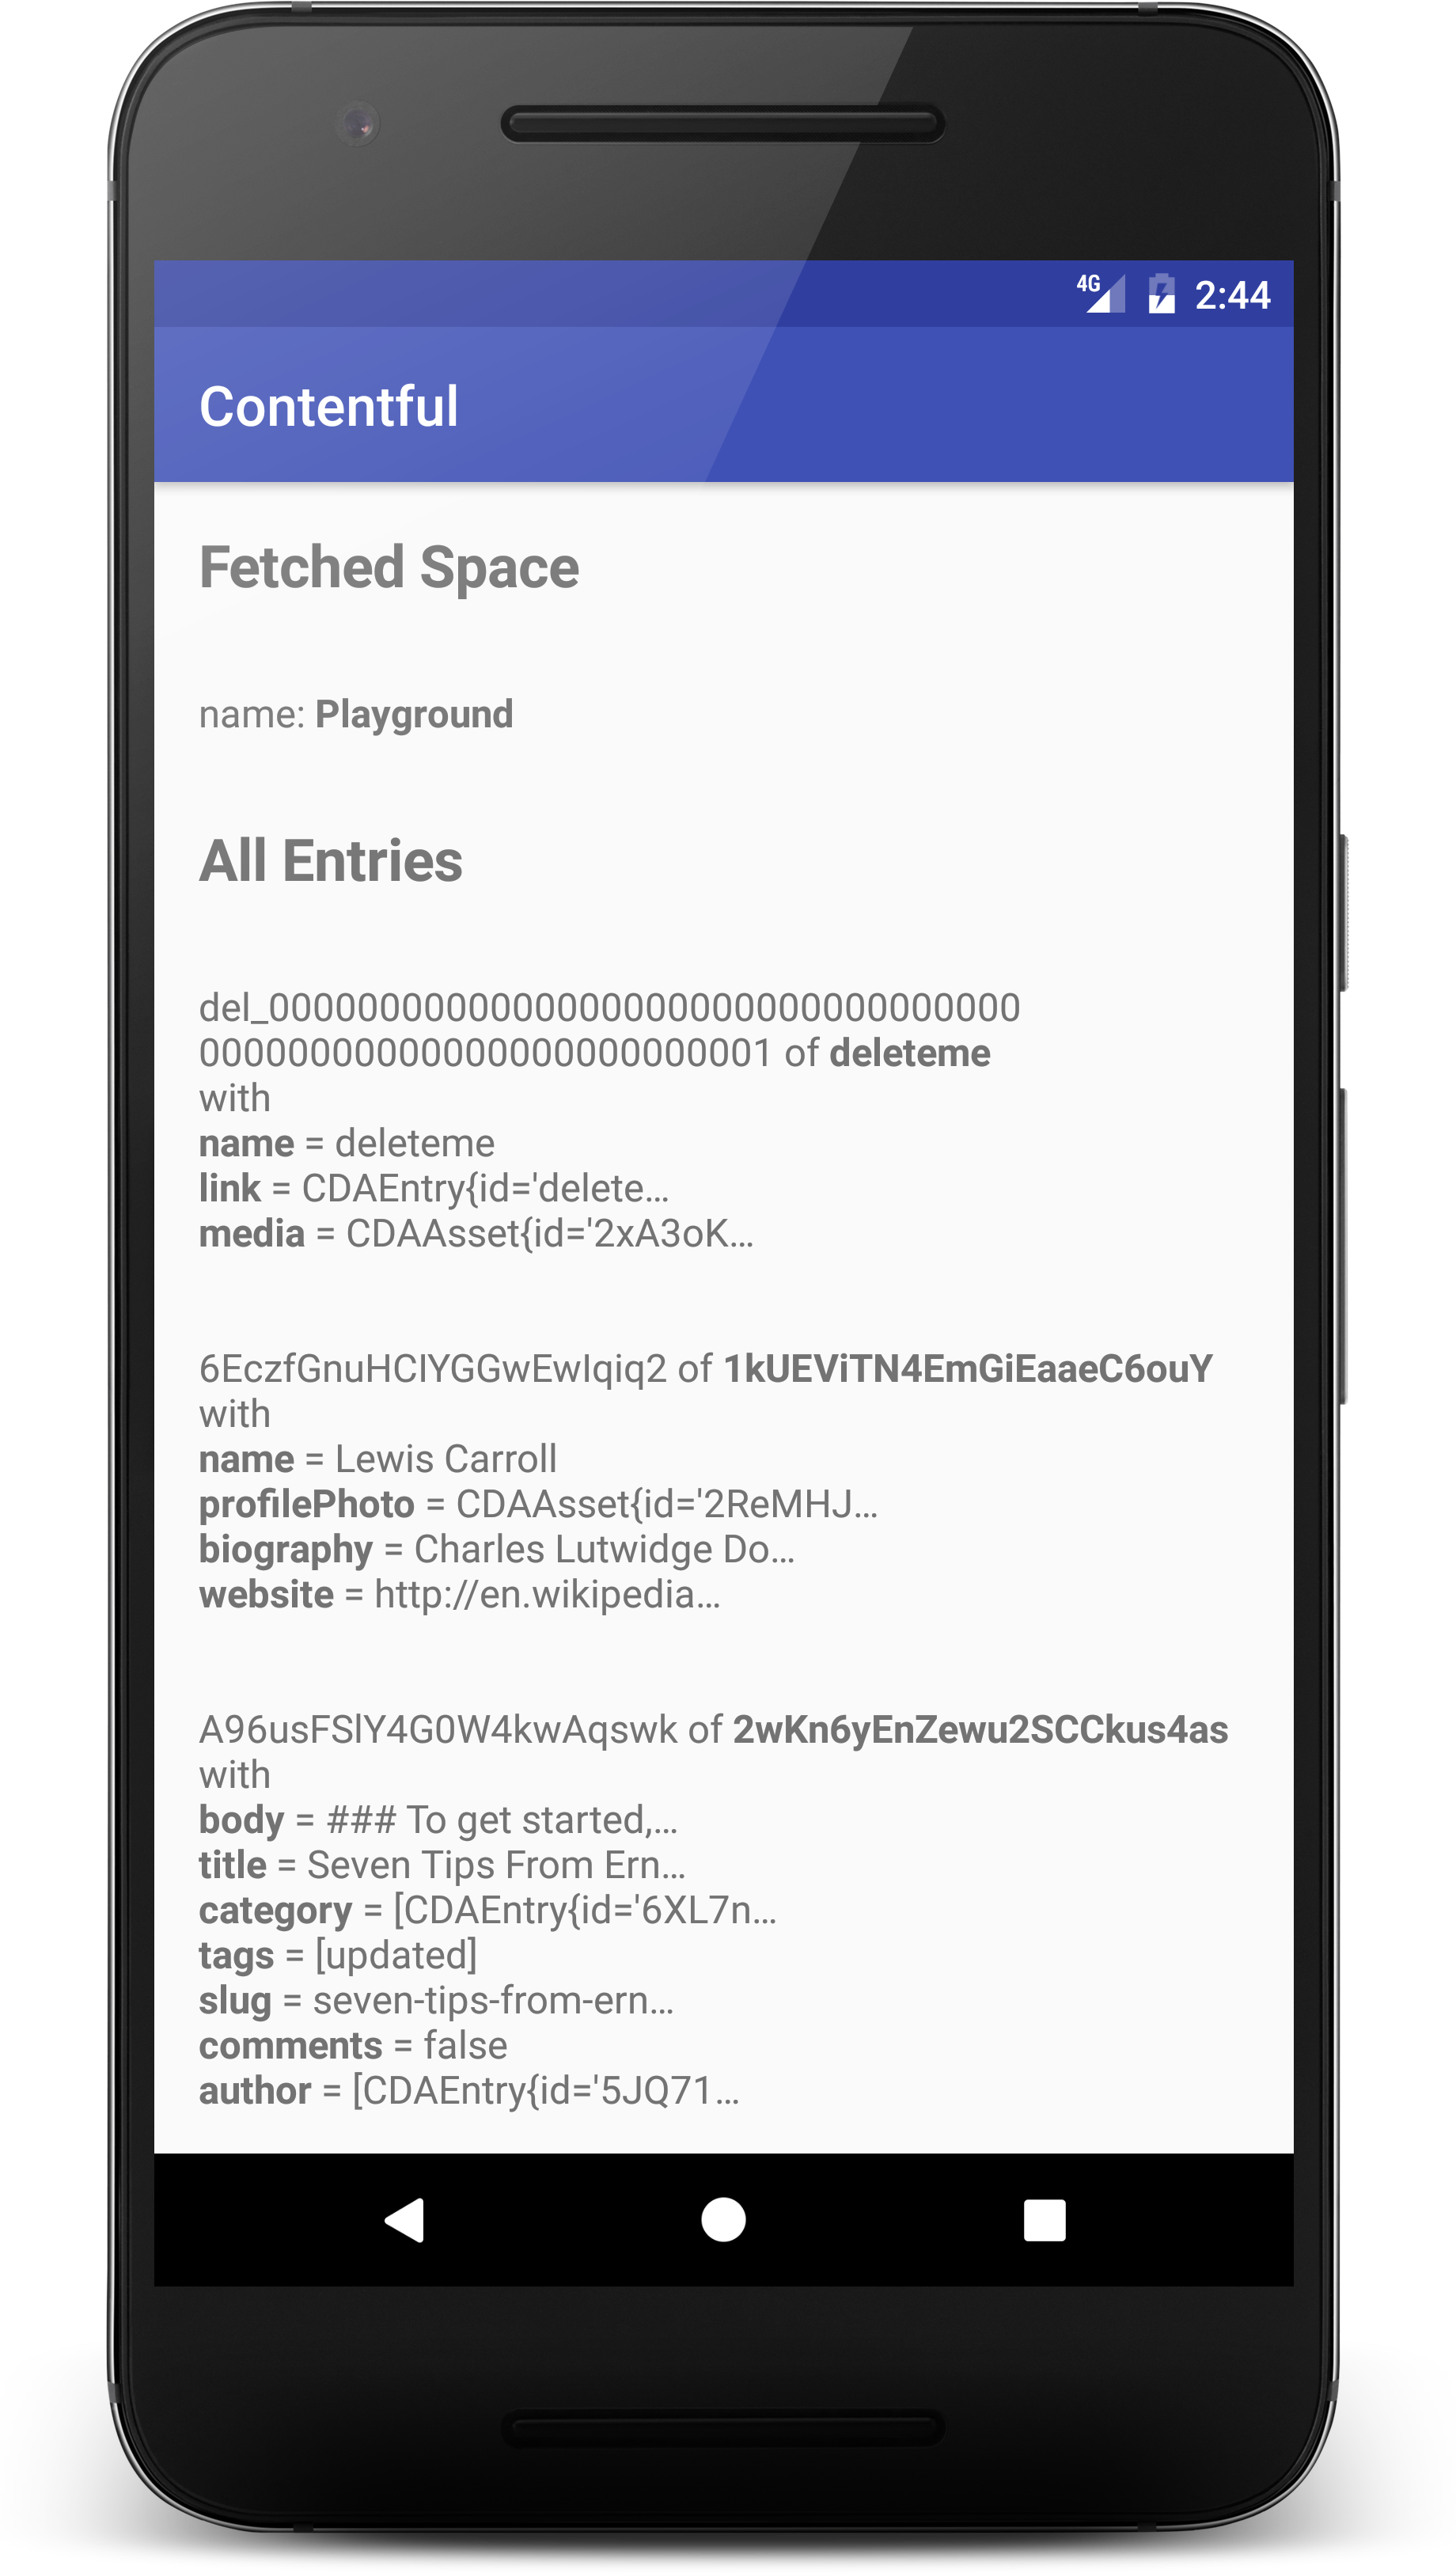 4G 2:44
Contentful
Fetched Space
name: Playground
All Entries
del_0000000000000000000000000000000000
00000000000000000000000001 of deleteme
with
name = deleteme
link = CDAEntry{id='delete…
media = CDAAsset{id='2xA3oK…
6EczfGnuHCIYGGwEwIqiq2 of 1kUEViTN4EmGiEaaeC6ouY
with
name = Lewis Carroll
profilePhoto = CDAAsset{id='2ReMHJ…
biography = Charles Lutwidge Do…
website = http://en.wikipedia…
A96usFSlY4G0W4kwAqswk of 2wKn6yEnZewu2SCCkus4as
with
body = ### To get started,…
title = Seven Tips From Ern…
category = [CDAEntry{id='6XL7n…
tags = [updated]
slug = seven-tips-from-ern…
comments = false
author = [CDAEntry{id='5JQ71…